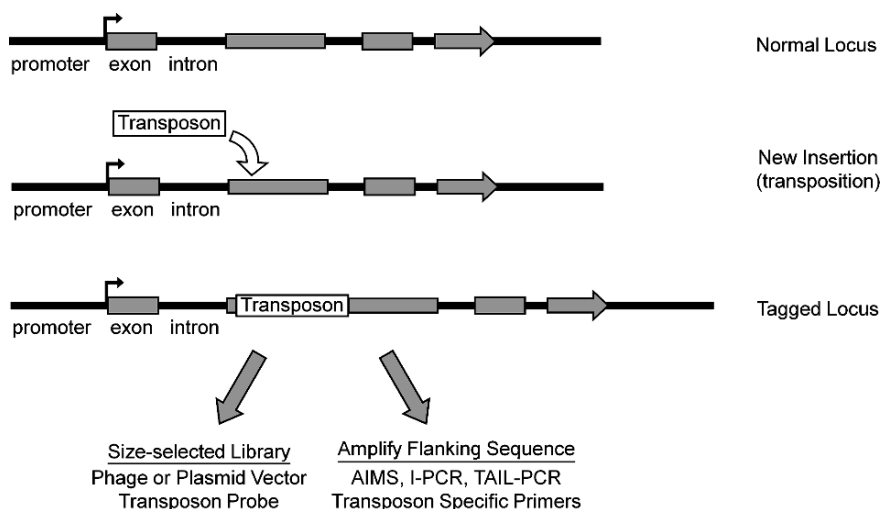 promoter exon intron
Normal Locus
Transposon
New Insertion
(transposition)
promoter exon intron
Transposon
Tagged Locus
promoter exon intron
Size-selected Library
Phage or Plasmid Vector
Transposon Probe
Amplify Flanking Sequence
AIMS, I-PCR, TAIL-PCR
Transposon Specific Primers